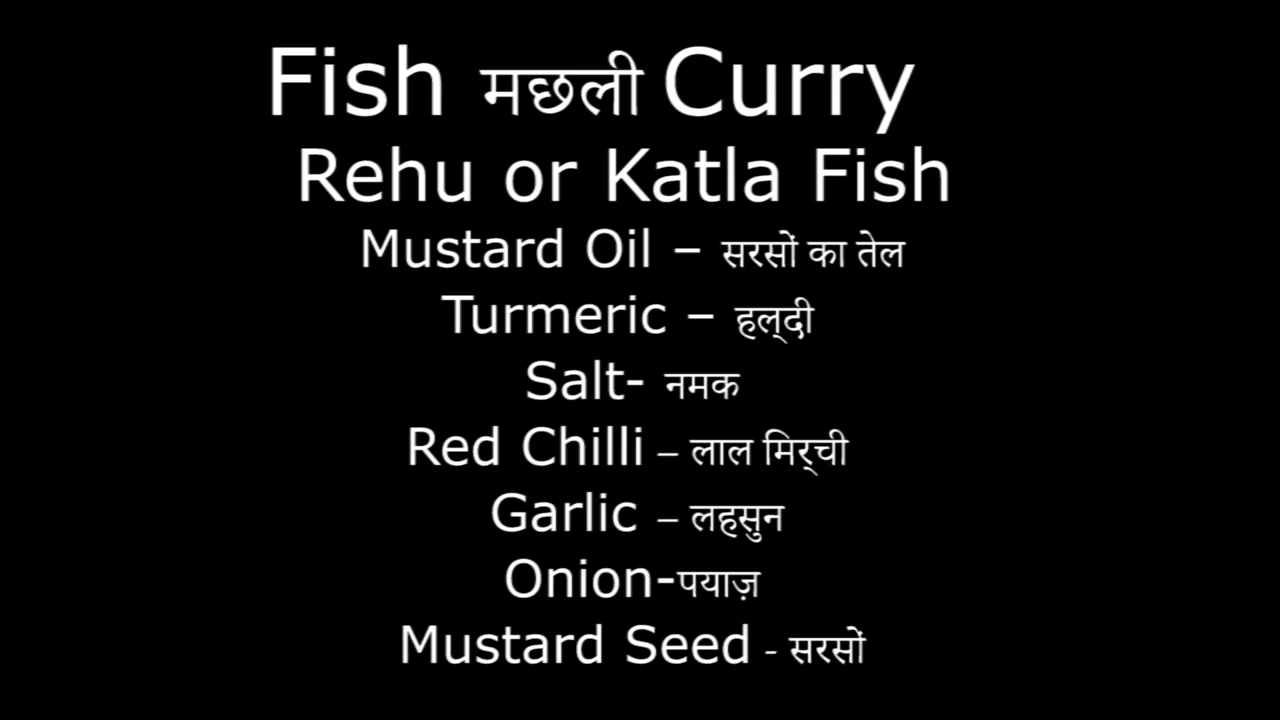 Fish मछली Curry
Rehu or Katla Fish
Mustard Oil – सरसों का तेल
Turmeric – हल्‌दी
Salt- नमक
Red Chilli – लाल मिर्‌ची
Garlic – लहसुन
Onion-पयाज़
Mustard Seed - सरसों